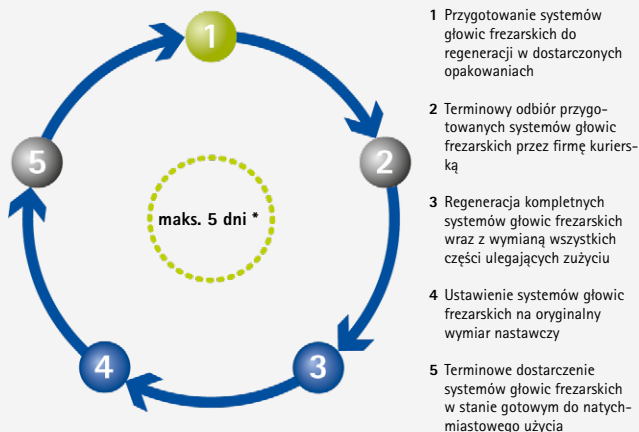 1
2
3
4
5
maks. 5 dni *
1 Przygotowanie systemów
głowic frezarskich do
regeneracji w dostarczonych
opakowaniach
2 Terminowy odbiór przygo-
towanych systemów głowic
frezarskich przez firmę kuriers-
ką
3 Regeneracja kompletnych
systemów głowic frezarskich
wraz z wymianą wszystkich
części ulegających zużyciu
4 Ustawienie systemów głowic
frezarskich na oryginalny
wymiar nastawczy
5 Terminowe dostarczenie
systemów głowic frezarskich
w stanie gotowym do natych-
miastowego użycia